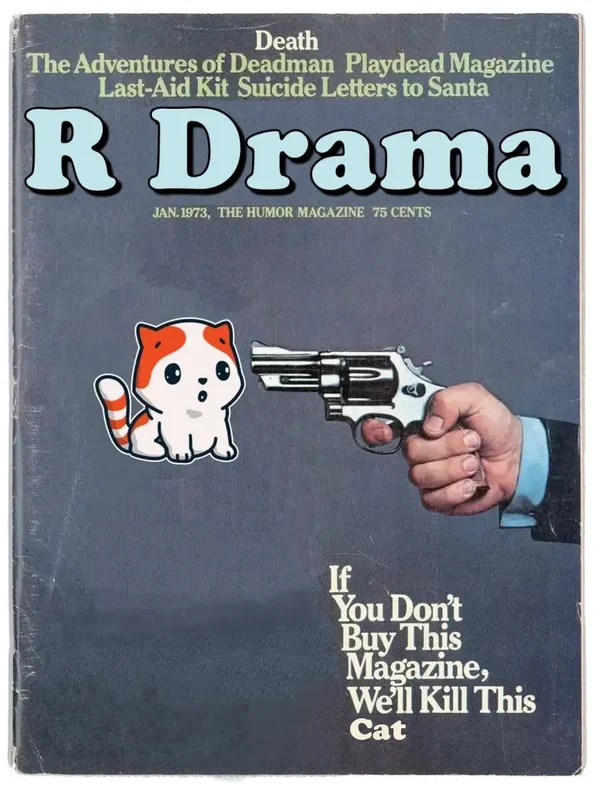 Death
The Adventures of Deadman Playdead Magazine
Last-Aid Kit Suicide Letters to Santa
R Drama
JAN. 1973, THE HUMOR MAGAZINE 75 CENTS
If
You Don't
Buy This
Magazine,
We'll Kill This
Cat